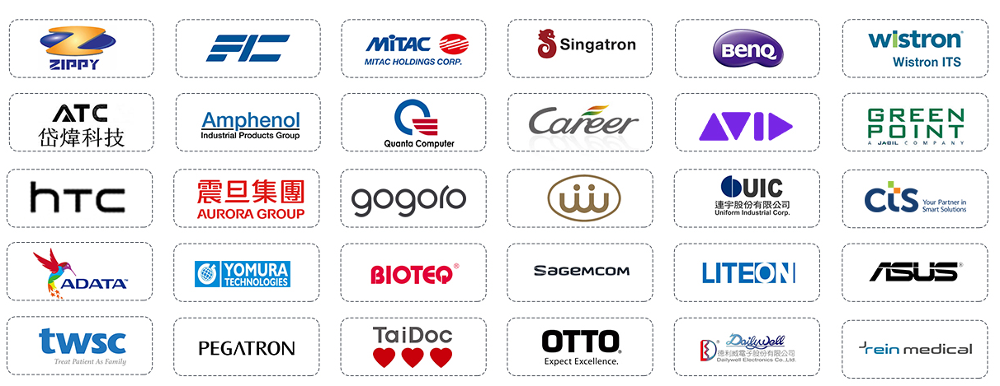 ZIPPY
MiTAC
MITAC HOLDINGS CORP.
Singatron
BenQ
wistron®
Wistron ITS
ATC
岱煒科技
Amphenol
Industrial Products Group
Quanta Computer
Career
AVID
GREEN
POINT
A JABIL COMPANY
hTC
震旦集團
AURORA GROUP
gogoro
UIC
連宇股份有限公司
Uniform Industrial Corp.
CtS
Your Partner in
Smart Solutions
ADATA™
YOMURA
TECHNOLOGIES
BIOTEQ®
SAGEMCOM
LITEON
ASUS®
twsc
Treat Patient As Family
PEGATRON
TaiDoc
OTTO®
Expect Excellence.
DailyWell
德利威電子股份有限公司
Dailywell Electronics Co.,Ltd.
rein medical